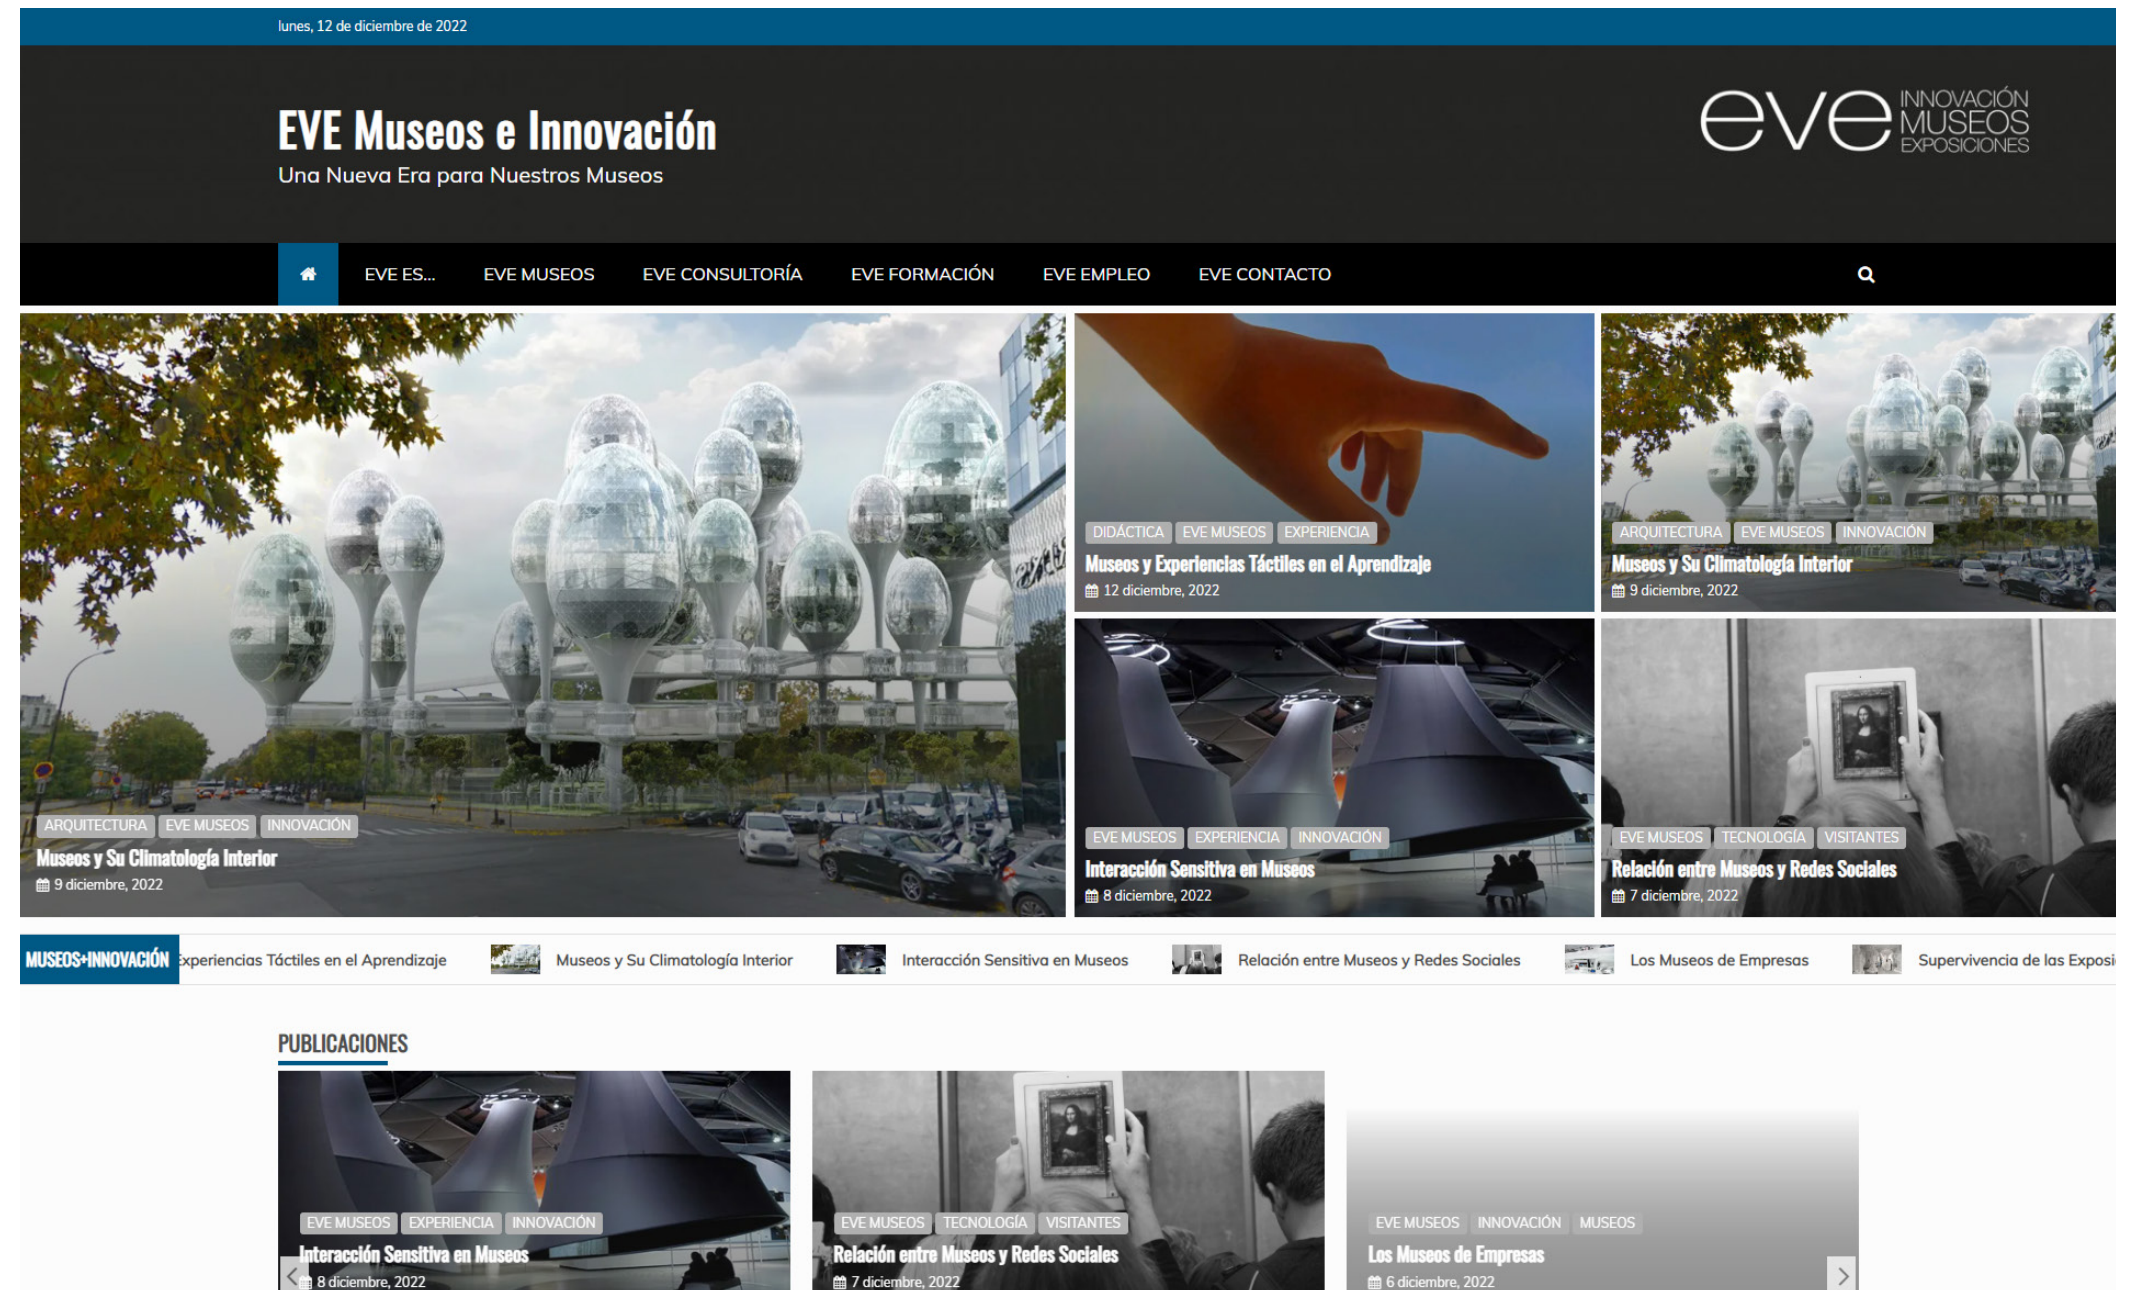 lunes, 12 de diciembre de 2022
EVE Museos e Innovación
Una Nueva Era para Nuestros Museos
eve INNOVACIÓN
MUSEOS
EXPOSICIONES
EVE ES... EVE MUSEOS EVE CONSULTORÍA EVE FORMACIÓN EVE EMPLEO EVE CONTACTO
ARQUITECTURA EVE MUSEOS INNOVACIÓN
Museos y Su Climatología Interior
9 diciembre, 2022
DIDÁCTICA EVE MUSEOS EXPERIENCIA
Museos y Experiencias Táctiles en el Aprendizaje
12 diciembre, 2022
ARQUITECTURA EVE MUSEOS INNOVACIÓN
Museos y Su Climatología Interior
9 diciembre, 2022
EVE MUSEOS EXPERIENCIA INNOVACIÓN
Interacción Sensitiva en Museos
8 diciembre, 2022
EVE MUSEOS TECNOLOGÍA VISITANTES
Relación entre Museos y Redes Sociales
7 diciembre, 2022
MUSEOS+INNOVACIÓN xperiencias Táctiles en el Aprendizaje Museos y Su Climatología Interior Interacción Sensitiva en Museos Relación entre Museos y Redes Sociales Los Museos de Empresas Supervivencia de las Exposi
PUBLICACIONES
EVE MUSEOS EXPERIENCIA INNOVACIÓN
Interacción Sensitiva en Museos
8 diciembre, 2022
EVE MUSEOS TECNOLOGÍA VISITANTES
Relación entre Museos y Redes Sociales
7 diciembre, 2022
EVE MUSEOS INNOVACIÓN MUSEOS
Los Museos de Empresas
6 diciembre, 2022